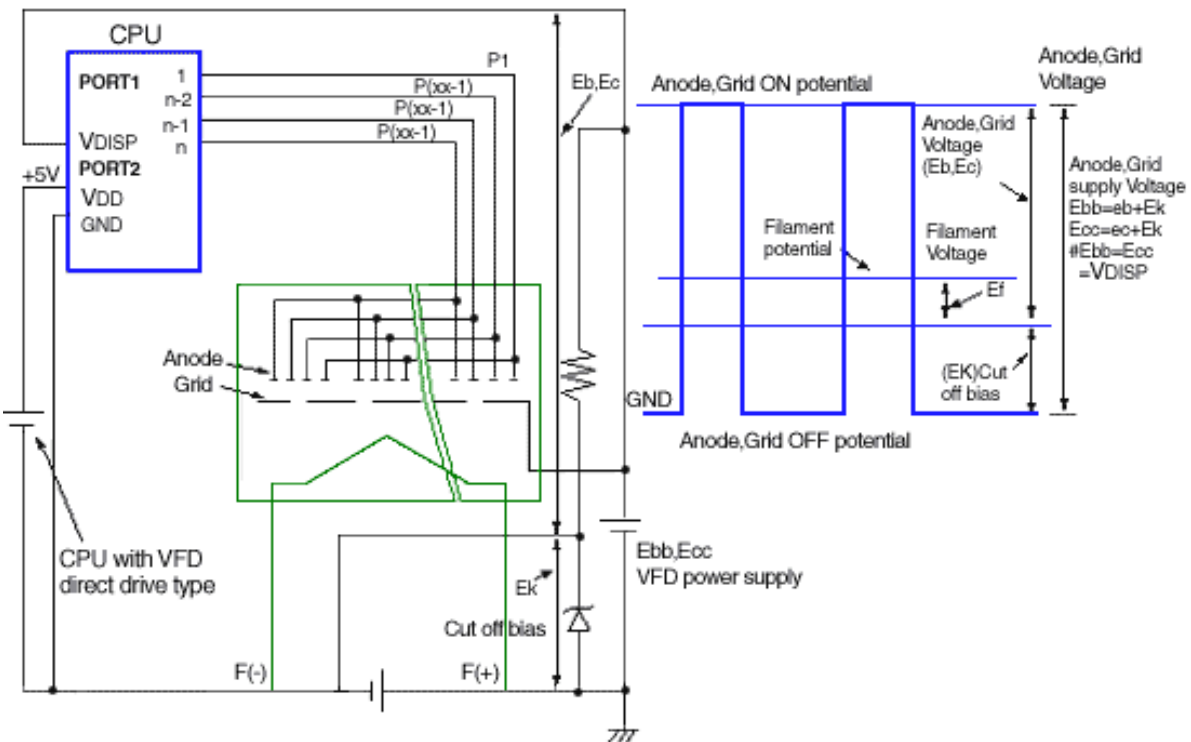 CPU
PORT1
1
n-2
n-1
n
VDISP
PORT2
+5V
VDD
GND
P1
P(xx-1)
P(xx-1)
P(xx-1)
Eb,Ec
Anode
Grid
CPU with VFD
direct drive type
F(-)
F(+)
Ek
Cut off bias
Ebb,Ecc
VFD power supply
Anode,Grid ON potential
Anode,Grid
Voltage
Anode,Grid
Voltage
(Eb,Ec)
Anode,Grid
supply Voltage
Ebb=eb+Ek
Ecc=ec+Ek
#Ebb=Ecc
=VDISP
Filament
potential
Filament
Voltage
Ef
(EK)Cut
off bias
GND
Anode,Grid OFF potential